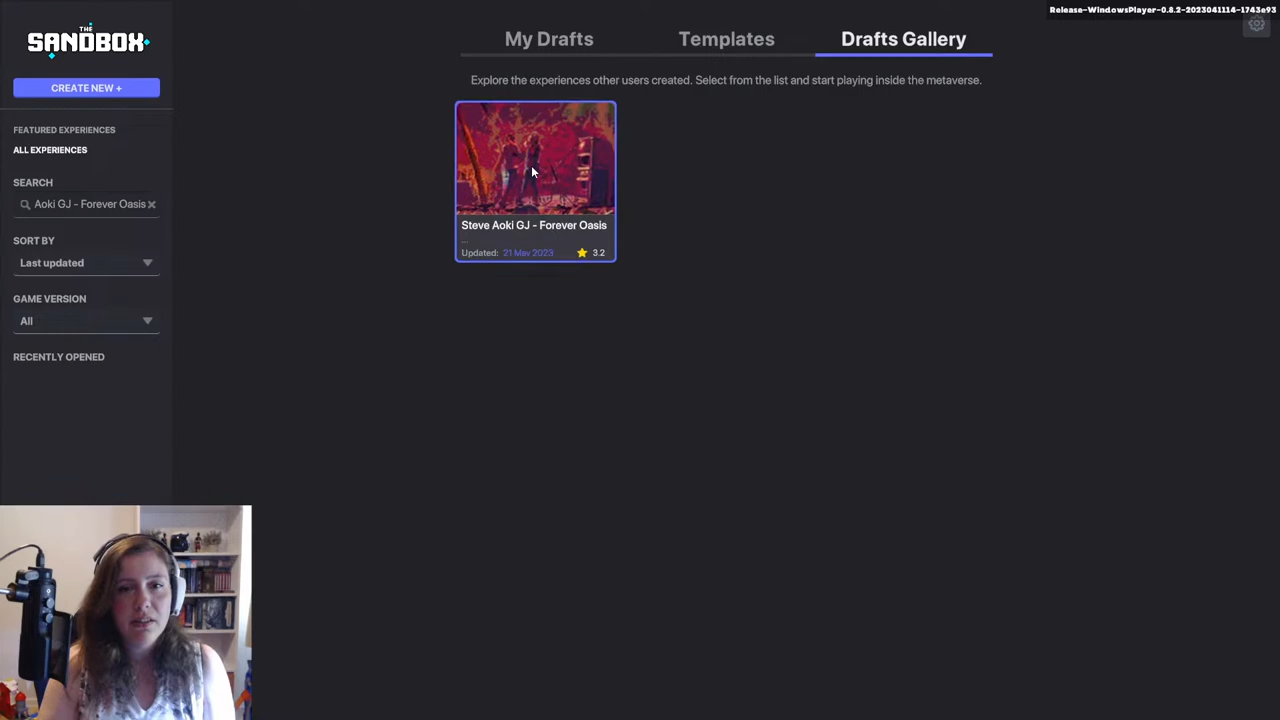 Release-WindowsPlayer-0.8.2-2023041114-1743e93
THE
SANDBOX
CREATE NEW +
FEATURED EXPERIENCES
ALL EXPERIENCES
SEARCH
Aoki GJ - Forever Oasis
SORT BY
Last updated
GAME VERSION
All
RECENTLY OPENED
My Drafts
Templates
Drafts Gallery
Explore the experiences other users created. Select from the list and start playing inside the metaverse.
Steve Aoki GJ - Forever Oasis
...
Updated: 21 May 2023 3.2